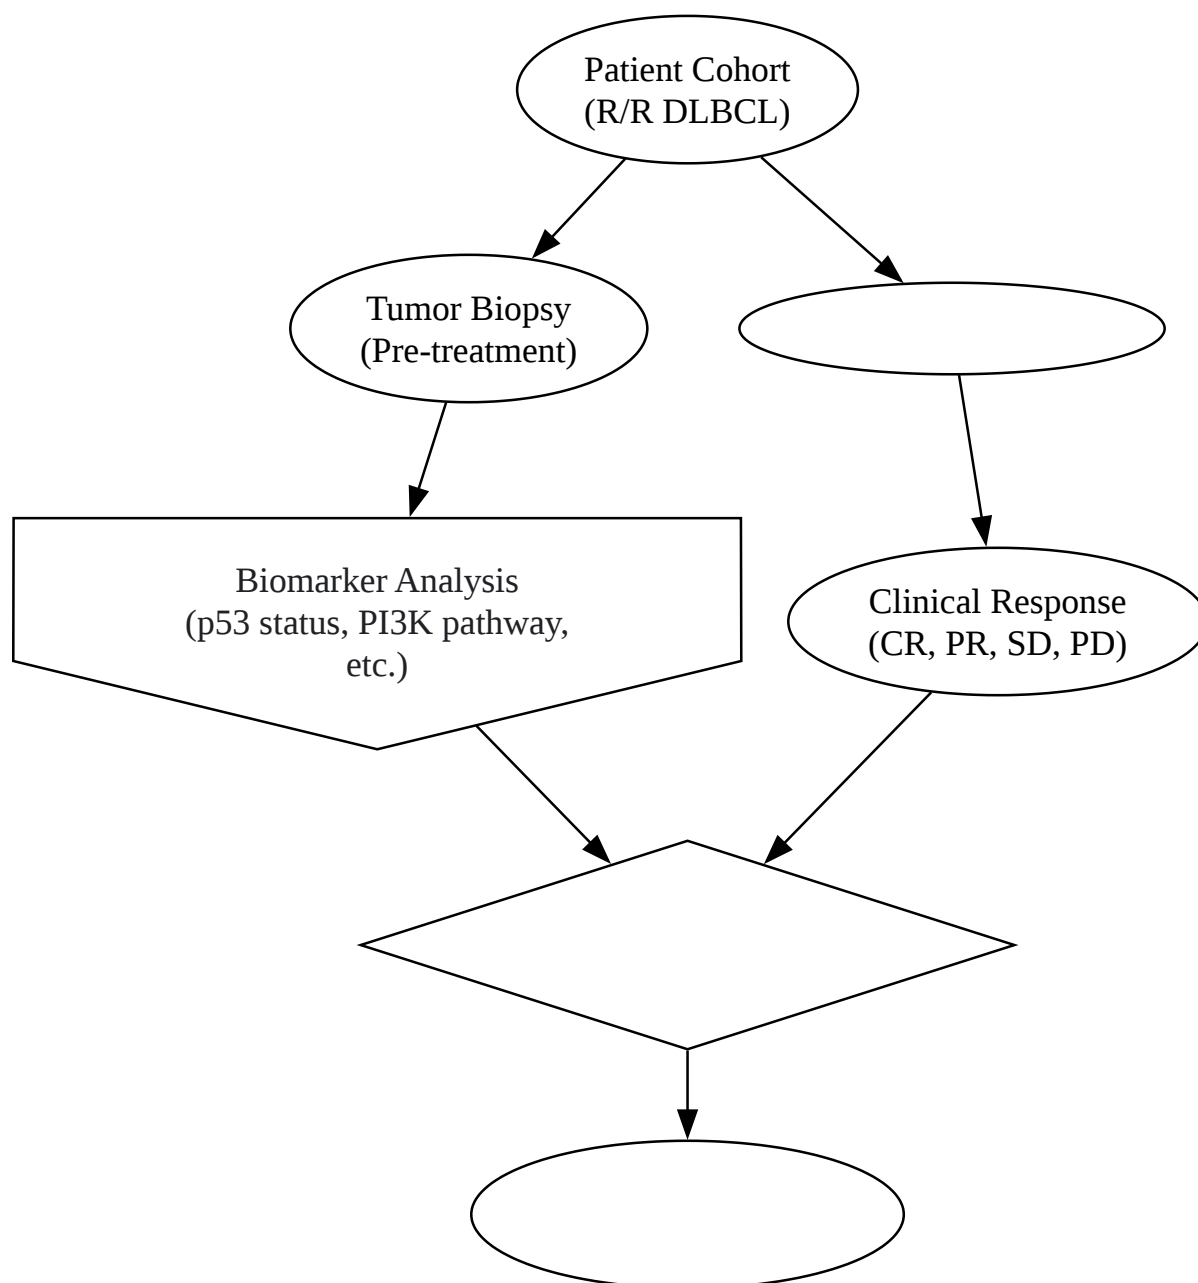 Patient Cohort
(R/R DLBCL)
Tumor Biopsy
(Pre-treatment)
Biomarker Analysis
(p53 status, PI3K pathway,
etc.)
Clinical Response
(CR, PR, SD, PD)